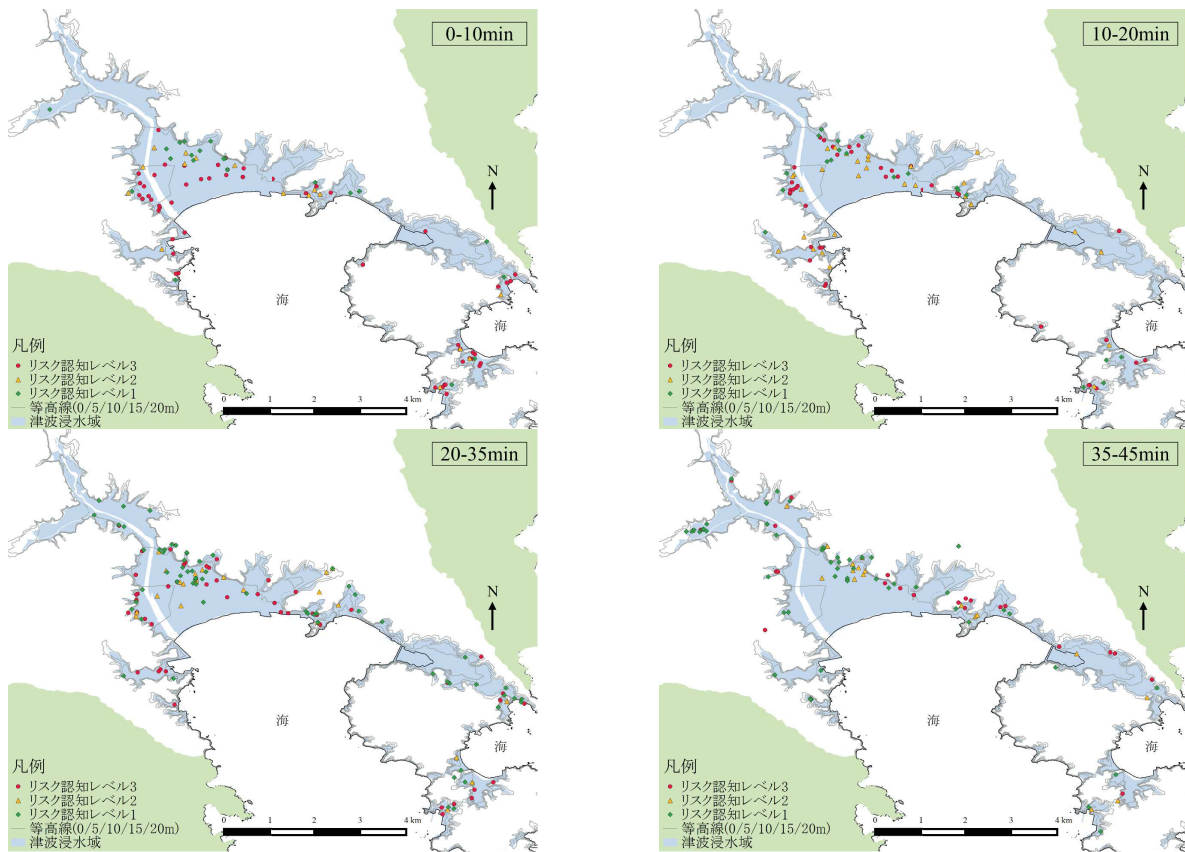 0-10min
N
海
海
凡例
リスク認知レベル3
リスク認知レベル2
リスク認知レベル1
等高線(0/5/10/15/20m)
津波浸水域
0 1 2 3 4 km
10-20min
N
海
海
凡例
リスク認知レベル3
リスク認知レベル2
リスク認知レベル1
等高線(0/5/10/15/20m)
津波浸水域
0 1 2 3 4 km
20-35min
N
海
海
凡例
リスク認知レベル3
リスク認知レベル2
リスク認知レベル1
等高線(0/5/10/15/20m)
津波浸水域
0 1 2 3 4 km
35-45min
N
海
海
凡例
リスク認知レベル3
リスク認知レベル2
リスク認知レベル1
等高線(0/5/10/15/20m)
津波浸水域
0 1 2 3 4 km